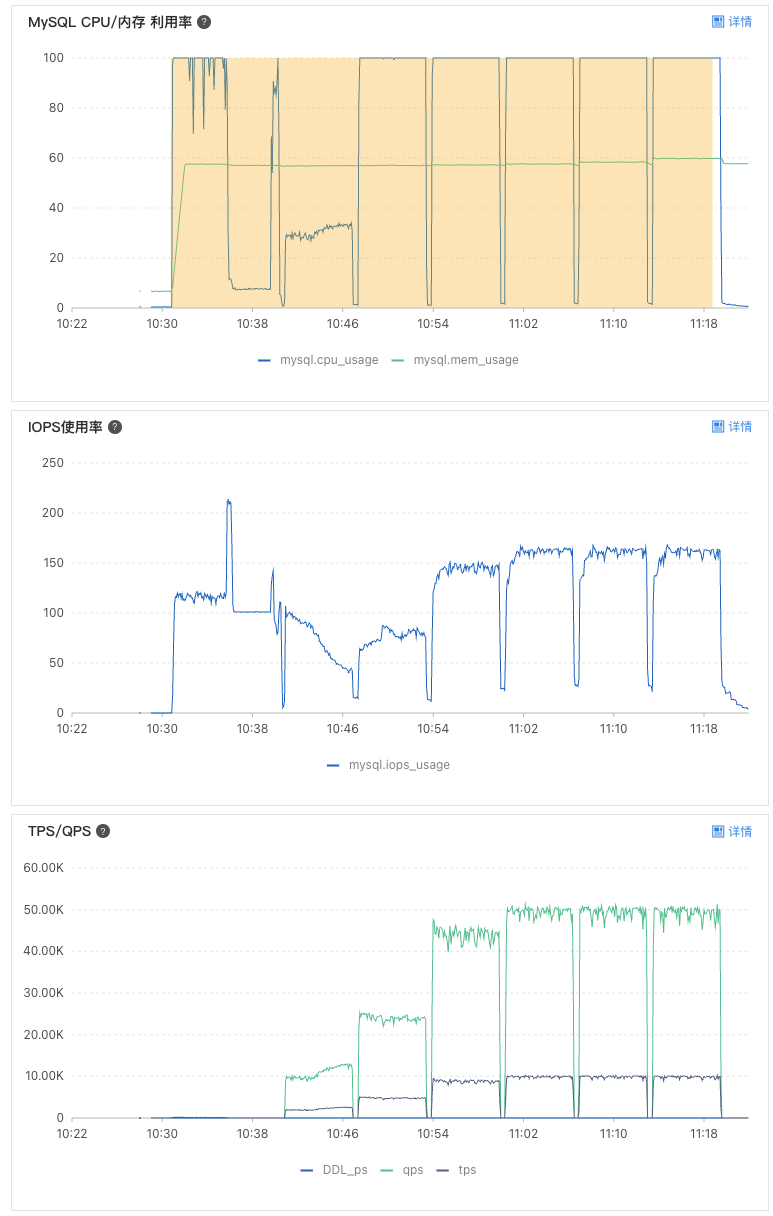 MySQL CPU/内存 利用率 ?
详情
100
80
60
40
20
0
10:22 10:30 10:38 10:46 10:54 11:02 11:10 11:18
mysql.cpu_usage mysql.mem_usage
IOPS使用率 ?
详情
250
200
150
100
50
0
10:22 10:30 10:38 10:46 10:54 11:02 11:10 11:18
mysql.iops_usage
TPS/QPS ?
详情
60.00K
50.00K
40.00K
30.00K
20.00K
10.00K
0
10:22 10:30 10:38 10:46 10:54 11:02 11:10 11:18
DDL_ps qps tps